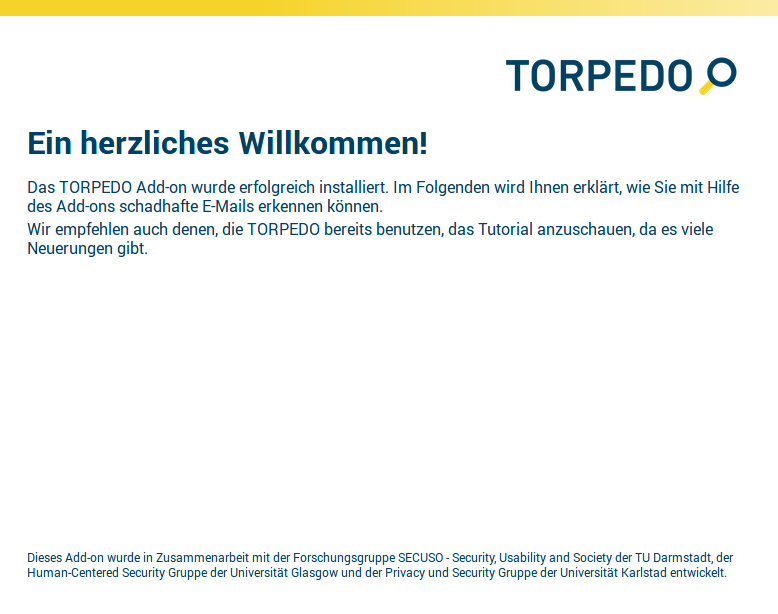 TORPEDO
Ein herzliches Willkommen!
Das TORPEDO Add-on wurde erfolgreich installiert. Im Folgenden wird Ihnen erklärt, wie Sie mit Hilfe
des Add-ons schadhafte E-Mails erkennen können.
Wir empfehlen auch denen, die TORPEDO bereits benutzen, das Tutorial anzuschauen, da es viele
Neuerungen gibt.
Dieses Add-on wurde in Zusammenarbeit mit der Forschungsgruppe SECUSO - Security, Usability and Society der TU Darmstadt, der
Human-Centered Security Gruppe der Universität Glasgow und der Privacy und Security Gruppe der Universität Karlstad entwickelt.